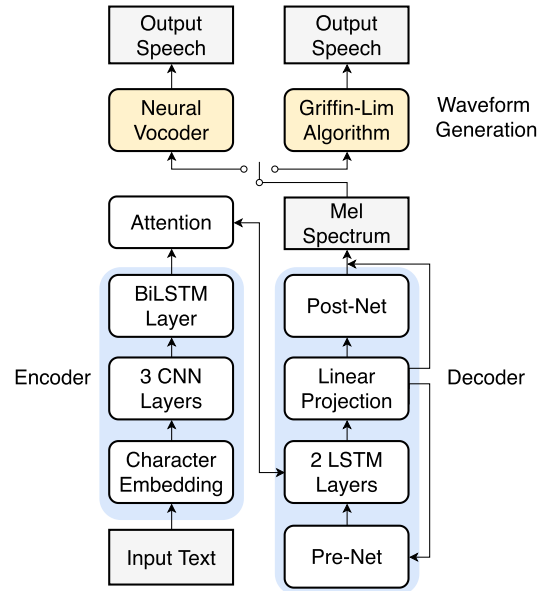 Output
Speech
Output
Speech
Neural
Vocoder
Griffin-Lim
Algorithm
Waveform
Generation
Attention
Mel
Spectrum
BiLSTM
Layer
Post-Net
Encoder
3 CNN
Layers
Linear
Projection
Decoder
Character
Embedding
2 LSTM
Layers
Input Text
Pre-Net